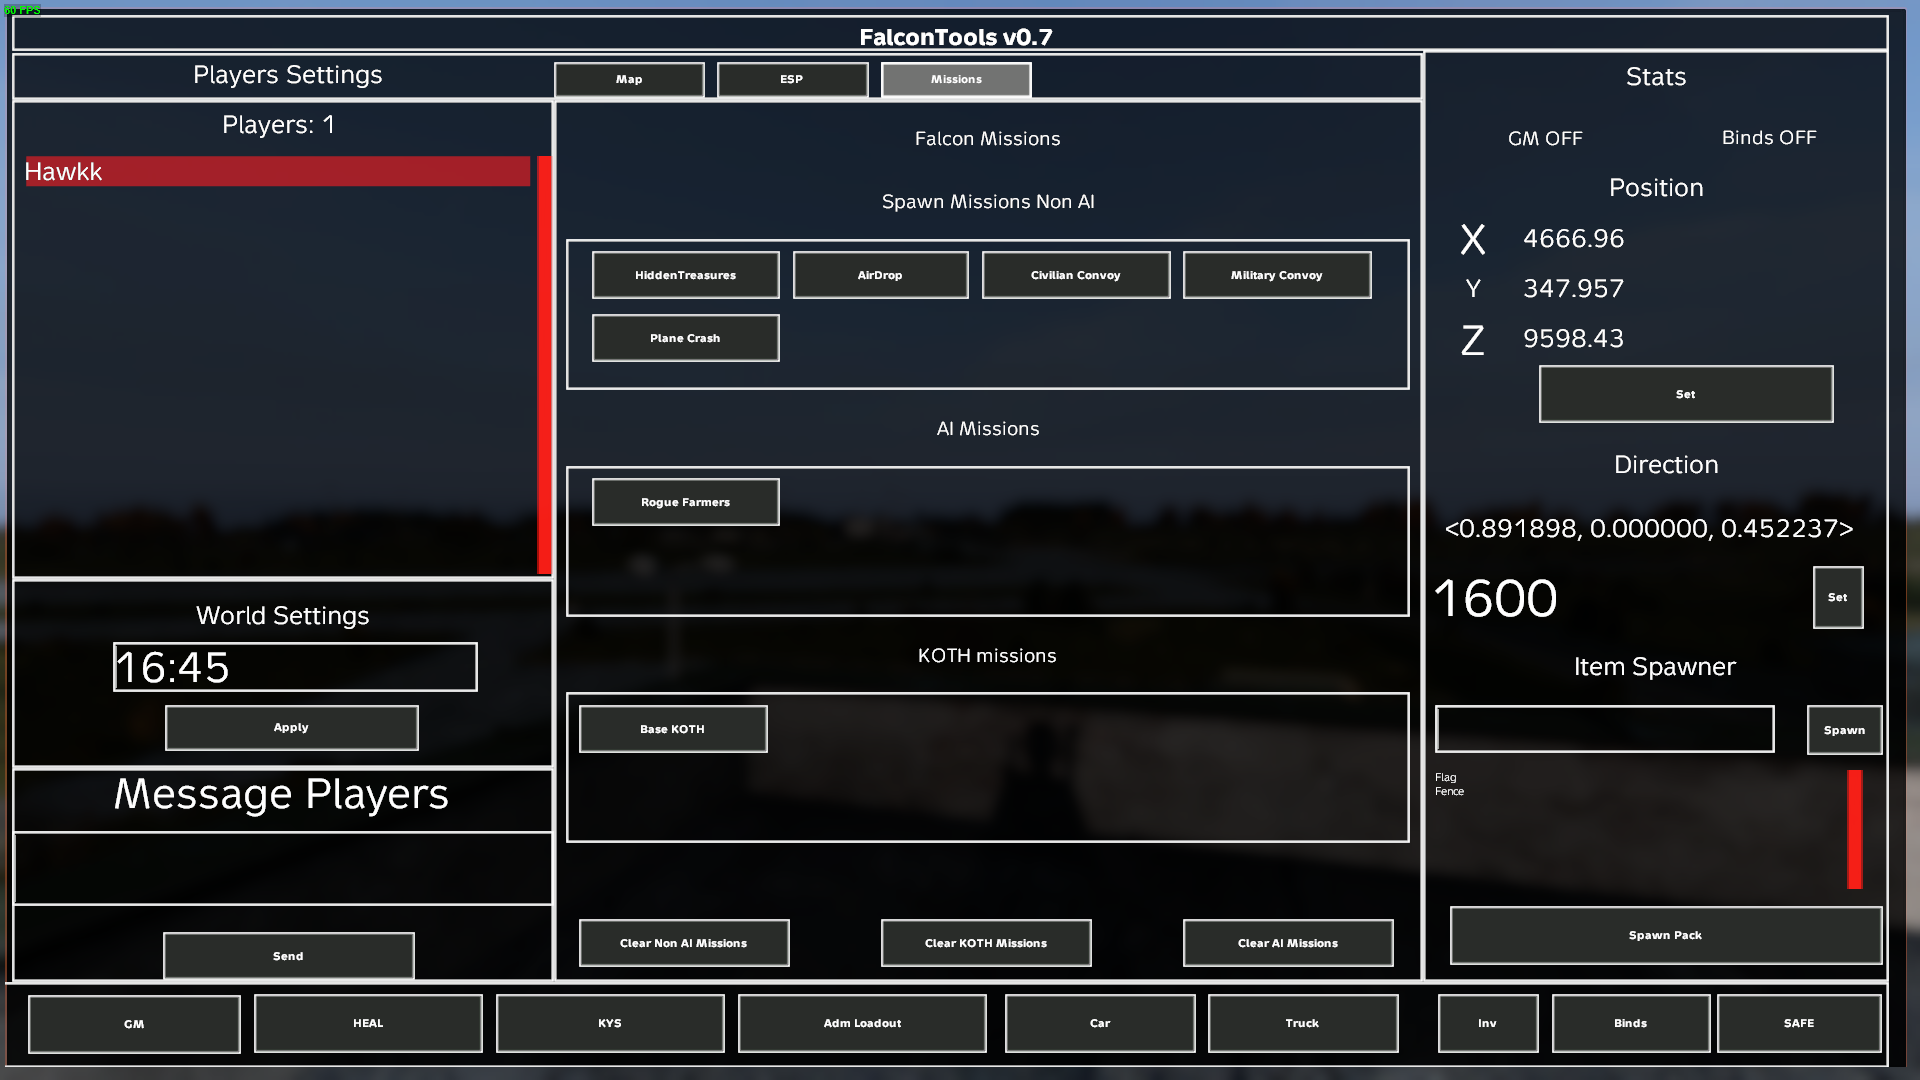 60 FPS
FalconTools v0.7
Players Settings
Map
ESP
Missions
Stats
Players: 1
Hawkk
Falcon Missions
Spawn Missions Non AI
HiddenTreasures
AirDrop
Civilian Convoy
Military Convoy
Plane Crash
AI Missions
Rogue Farmers
KOTH missions
Base KOTH
Clear Non AI Missions
Clear KOTH Missions
Clear AI Missions
World Settings
16:45
Apply
Message Players
Send
GM OFF
Binds OFF
Position
X 4666.96
Y 347.957
Z 9598.43
Set
Direction
<0.891898, 0.000000, 0.452237>
1600
Set
Item Spawner
Spawn
Flag
Fence
Spawn Pack
GM
HEAL
KYS
Adm Loadout
Car
Truck
Inv
Binds
SAFE